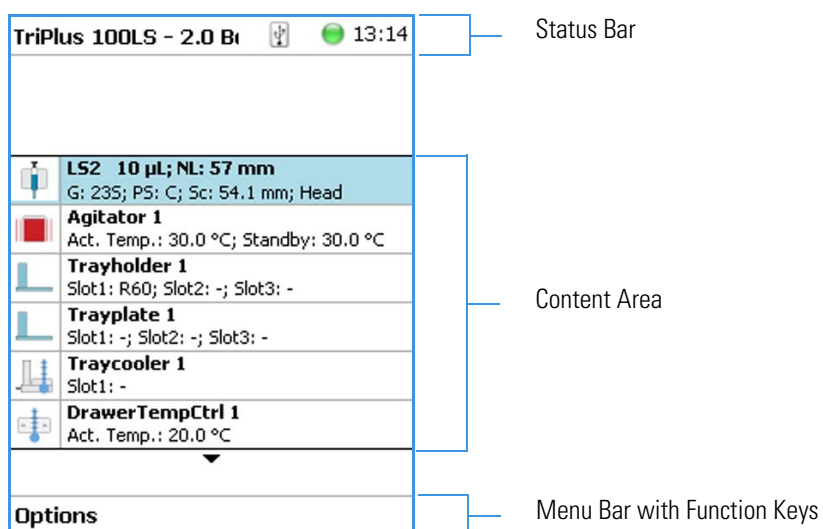 TriPlus 100LS - 2.0 B
13:14
Status Bar
LS2 10 µL; NL: 57 mm
G: 23S; PS: C; Sc: 54.1 mm; Head
Agitator 1
Act. Temp.: 30.0 °C; Standby: 30.0 °C
Trayholder 1
Slot1: R60; Slot2: -; Slot3: -
Content Area
Trayplate 1
Slot1: -; Slot2: -; Slot3: -
Traycooler 1
Slot1: -
DrawerTempCtrl 1
Act. Temp.: 20.0 °C
Options
Menu Bar with Function Keys